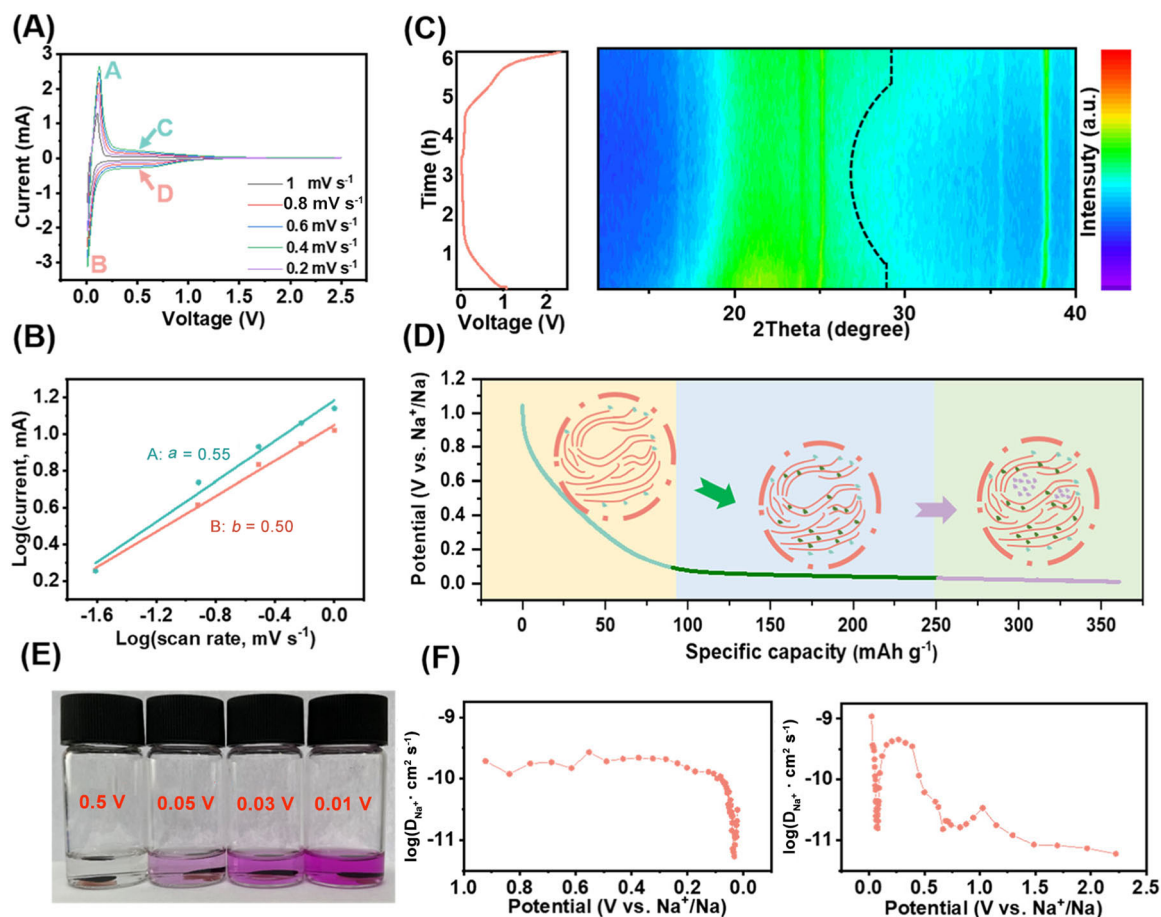 (A)
Current (mA)
3
2
1
0
-1
-2
-3
A
C
D
B
1 mV s⁻¹
0.8 mV s⁻¹
0.6 mV s⁻¹
0.4 mV s⁻¹
0.2 mV s⁻¹
0.0 0.5 1.0 1.5 2.0 2.5
Voltage (V)
(C)
Time (h)
6
5
4
3
2
1
0 1 2
Voltage (V)
20 29 40
2Theta (degree)
Intensuty (a.u.)
(B)
Log(current, mA)
1.2
1.0
0.8
0.6
0.4
0.2
A: a = 0.55
B: b = 0.50
-1.6 -1.2 -0.8 -0.4 0.0
Log(scan rate, mV s⁻¹)
(D)
Potential (V vs. Na⁺/Na)
1.2
1.0
0.8
0.6
0.4
0.2
0.0
0 50 100 150 200 250 300 350
Specific capacity (mAh g⁻¹)
(E)
0.5 V
0.05 V
0.03 V
0.01 V
(F)
log(D_Na⁺ · cm² s⁻¹)
-9
-10
-11
1.0 0.8 0.6 0.4 0.2 0.0
Potential (V vs. Na⁺/Na)
log(D_Na⁺ · cm² s⁻¹)
-9
-10
-11
0.0 0.5 1.0 1.5 2.0 2.5
Potential (V vs. Na⁺/Na)